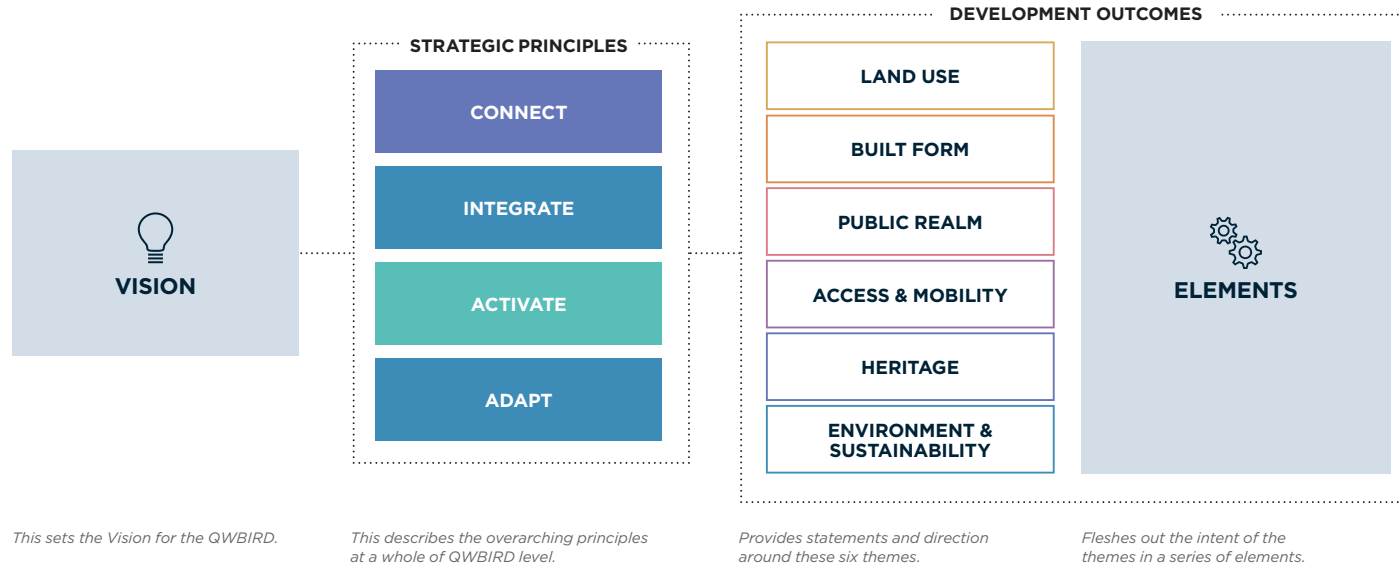 DEVELOPMENT OUTCOMES
STRATEGIC PRINCIPLES
VISION
CONNECT
INTEGRATE
ACTIVATE
ADAPT
LAND USE
BUILT FORM
PUBLIC REALM
ACCESS & MOBILITY
HERITAGE
ENVIRONMENT &
SUSTAINABILITY
ELEMENTS
This sets the Vision for the QWBIRD.
This describes the overarching principles
at a whole of QWBIRD level.
Provides statements and direction
around these six themes.
Fleshes out the intent of the
themes in a series of elements.